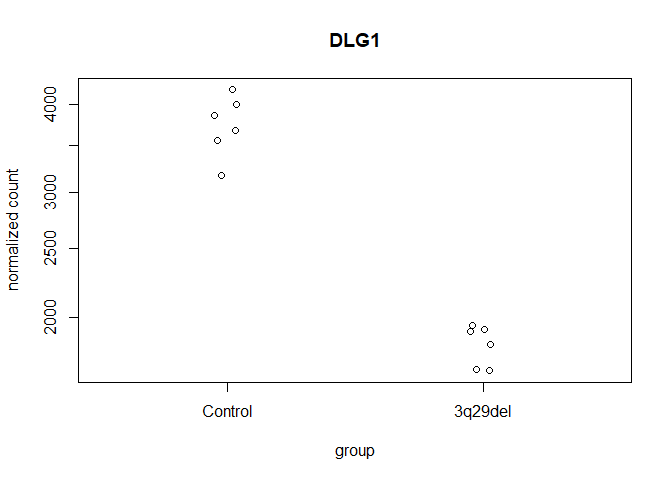 DLG1
normalized count
4000
3000
2500
2000
Control
3q29del
group